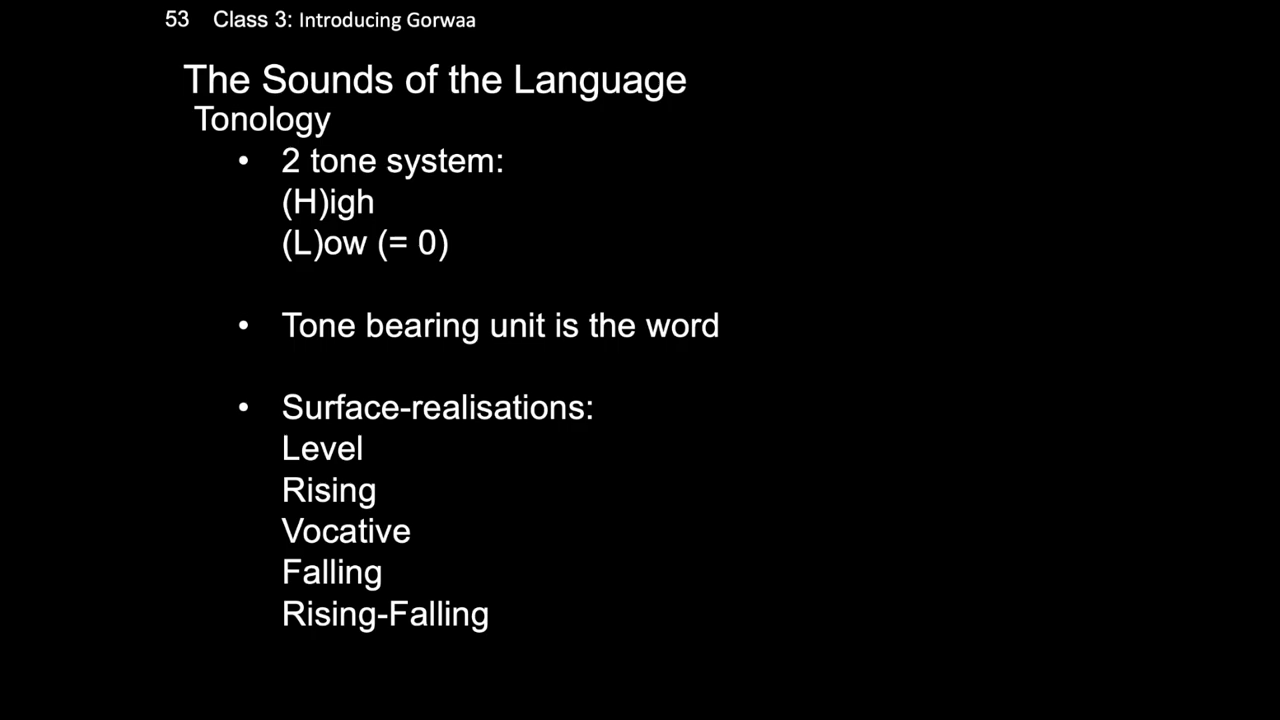 53 Class 3: Introducing Gorwaa
The Sounds of the Language
Tonology
• 2 tone system:
(H)igh
(L)ow (= 0)
• Tone bearing unit is the word
• Surface-realisations:
Level
Rising
Vocative
Falling
Rising-Falling